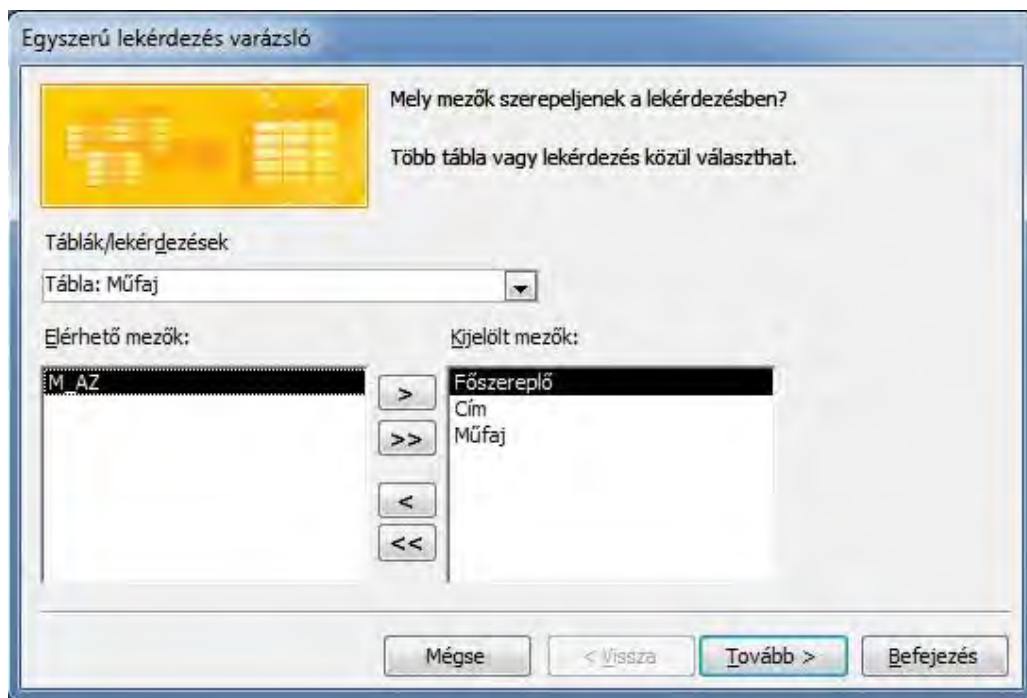 Egyszerű lekérdezés varázsló
Mely mezők szerepeljenek a lekérdezésben?
Több tábla vagy lekérdezés közül választhat.
Táblák/lekérdezések
Tábla: Műfaj
Elérhető mezők:
Kijelölt mezők:
M_AZ
>
>>
<
<<
Főszereplő
Cím
Műfaj
Mégse
< Vissza
Tovább >
Befejezés